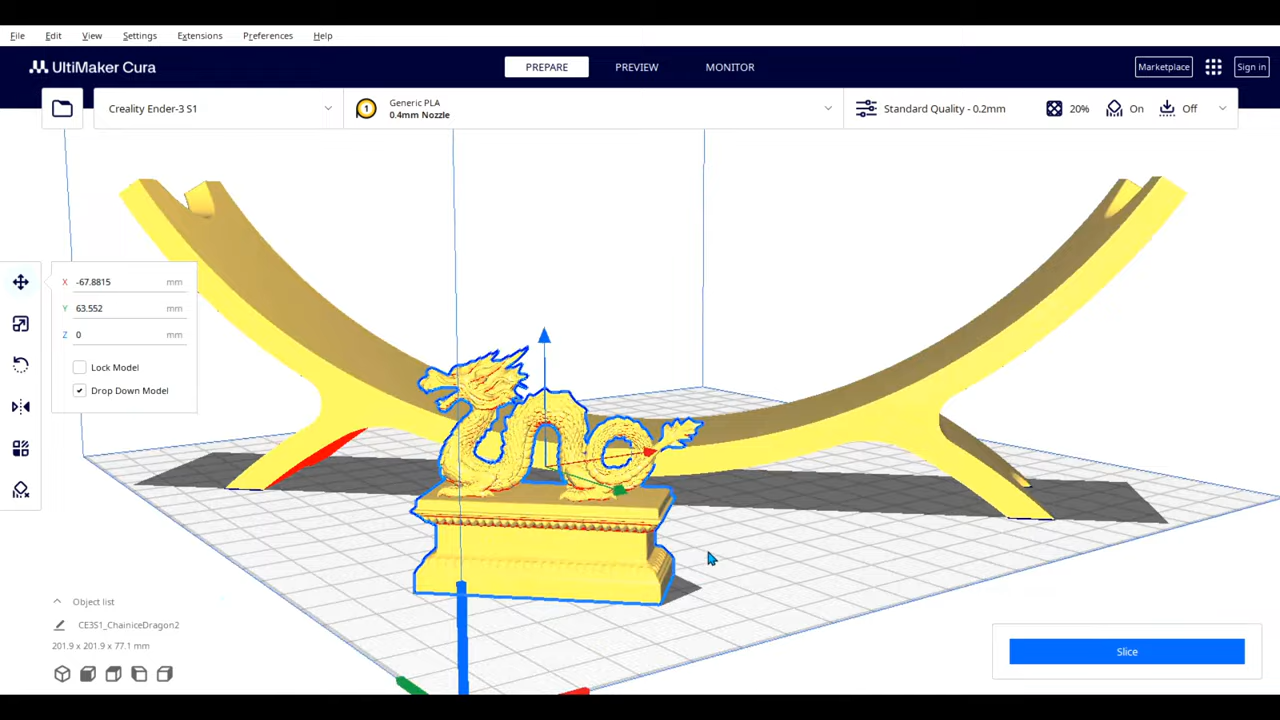 File Edit View Settings Extensions Preferences Help
UltiMaker Cura PREPARE PREVIEW MONITOR Marketplace Sign in
Creality Ender-3 S1
1
Generic PLA
0.4mm Nozzle
Standard Quality - 0.2mm 20% On Off
X -67.8815 mm
Y 63.552 mm
Z 0 mm
Lock Model
Drop Down Model
Object list
CE3S1_ChainiceDragon2
201.9 x 201.9 x 77.1 mm
Slice